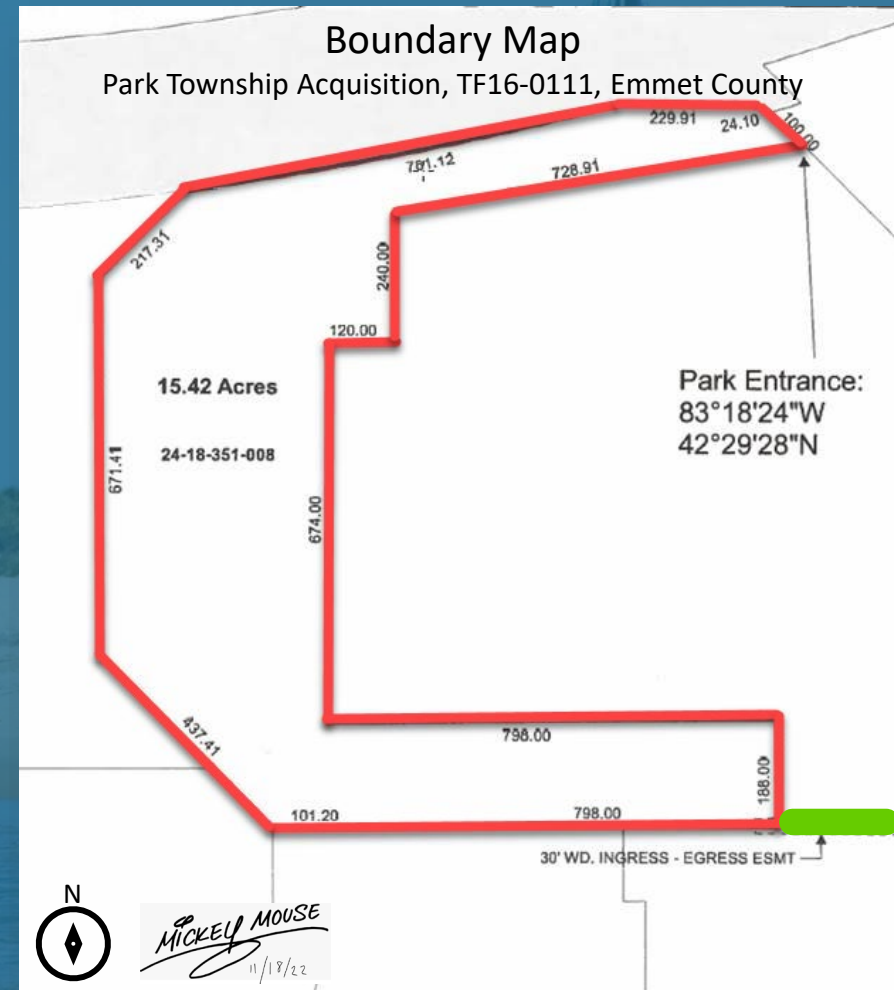 Boundary Map
Park Township Acquisition, TF16-0111, Emmet County
229.91
24.10
100.00
728.91
217.31
240.00
120.00
15.42 Acres
24-18-351-008
671.41
674.00
Park Entrance:
83°18'24"W
42°29'28"N
437.41
798.00
188.00
101.20
798.00
30' WD. INGRESS - EGRESS ESMT
N
MICKEY MOUSE
11/18/22